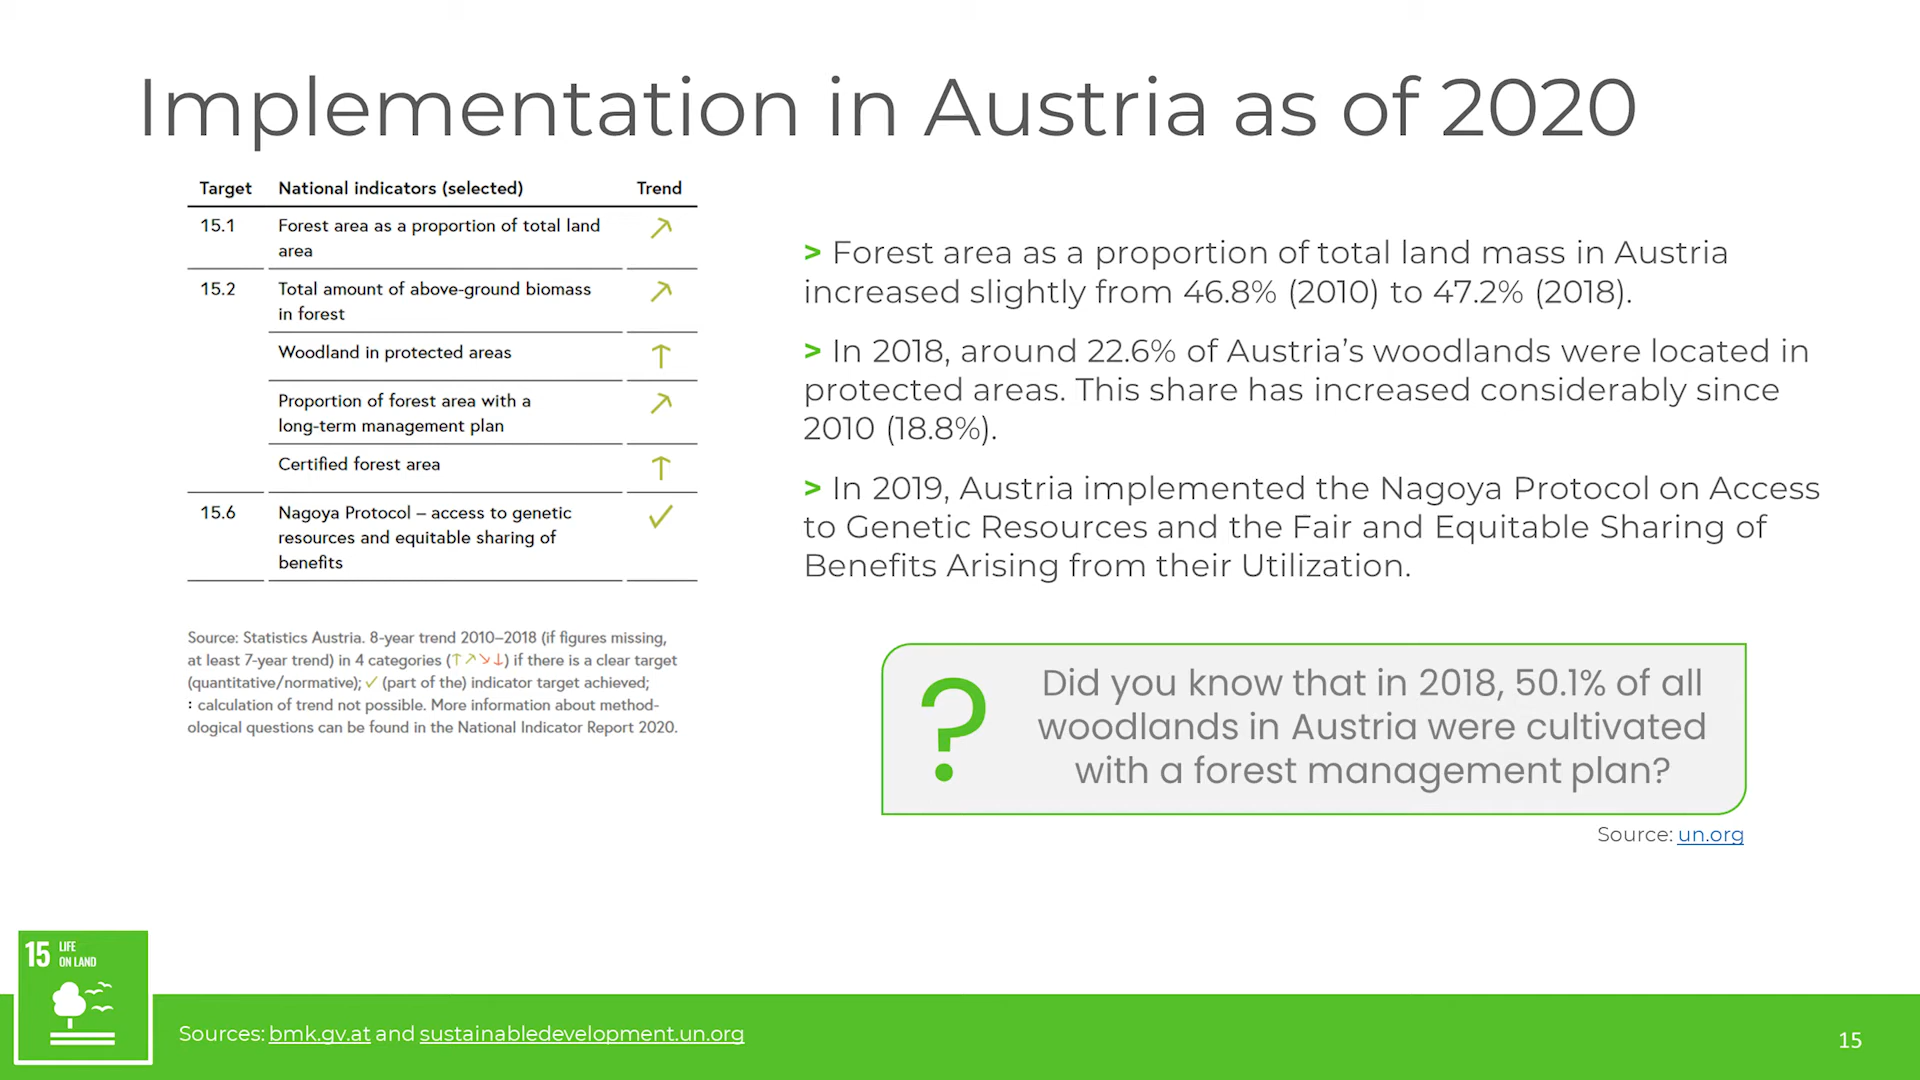 Implementation in Austria as of 2020
Target National indicators (selected) Trend
15.1 Forest area as a proportion of total land ↗
area
15.2 Total amount of above-ground biomass ↗
in forest
Woodland in protected areas ↑
Proportion of forest area with a ↗
long-term management plan
Certified forest area ↑
15.6 Nagoya Protocol – access to genetic ✓
resources and equitable sharing of
benefits
Source: Statistics Austria. 8-year trend 2010–2018 (if figures missing,
at least 7-year trend) in 4 categories (↑↗↘↓) if there is a clear target
(quantitative/normative); ✓ (part of the) indicator target achieved;
: calculation of trend not possible. More information about method-
ological questions can be found in the National Indicator Report 2020.
> Forest area as a proportion of total land mass in Austria
increased slightly from 46.8% (2010) to 47.2% (2018).
> In 2018, around 22.6% of Austria’s woodlands were located in
protected areas. This share has increased considerably since
2010 (18.8%).
> In 2019, Austria implemented the Nagoya Protocol on Access
to Genetic Resources and the Fair and Equitable Sharing of
Benefits Arising from their Utilization.
?
Did you know that in 2018, 50.1% of all
woodlands in Austria were cultivated
with a forest management plan?
Source: un.org
15 LIFE
ON LAND
Sources: bmk.gv.at and sustainabledevelopment.un.org
15